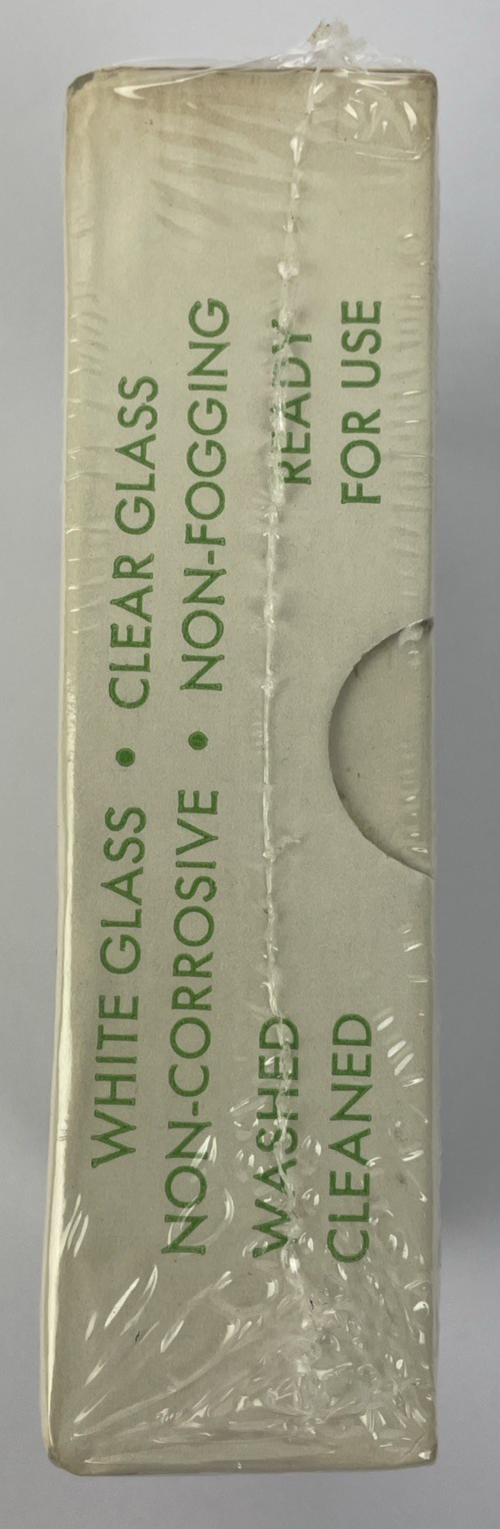 WHITE GLASS • CLEAR GLASS
NON-CORROSIVE • NON-FOGGING
WASHED READY
CLEANED FOR USE